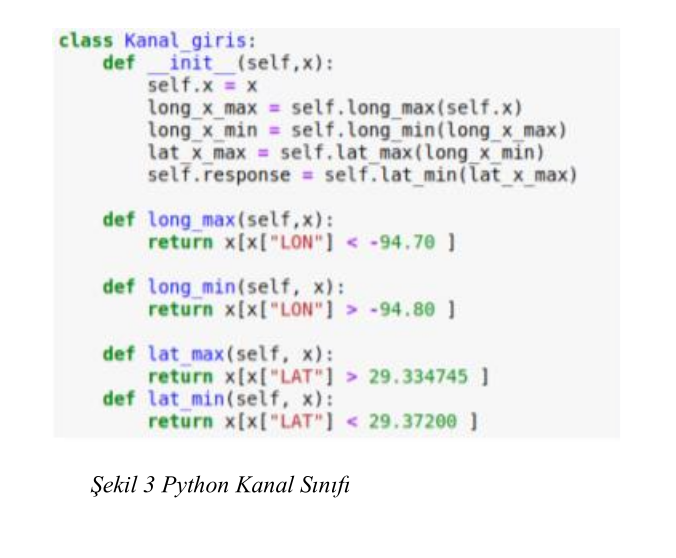 class Kanal_giris:
    def __init__(self,x):
        self.x = x
        long_x_max = self.long_max(self.x)
        long_x_min = self.long_min(long_x_max)
        lat_x_max = self.lat_max(long_x_min)
        self.response = self.lat_min(lat_x_max)
    def long_max(self,x):
        return x[x["LON"] < -94.70 ]
    def long_min(self, x):
        return x[x["LON"] > -94.80 ]
    def lat_max(self, x):
        return x[x["LAT"] > 29.334745 ]
    def lat_min(self, x):
        return x[x["LAT"] < 29.37200 ]
Şekil 3 Python Kanal Sınıfı